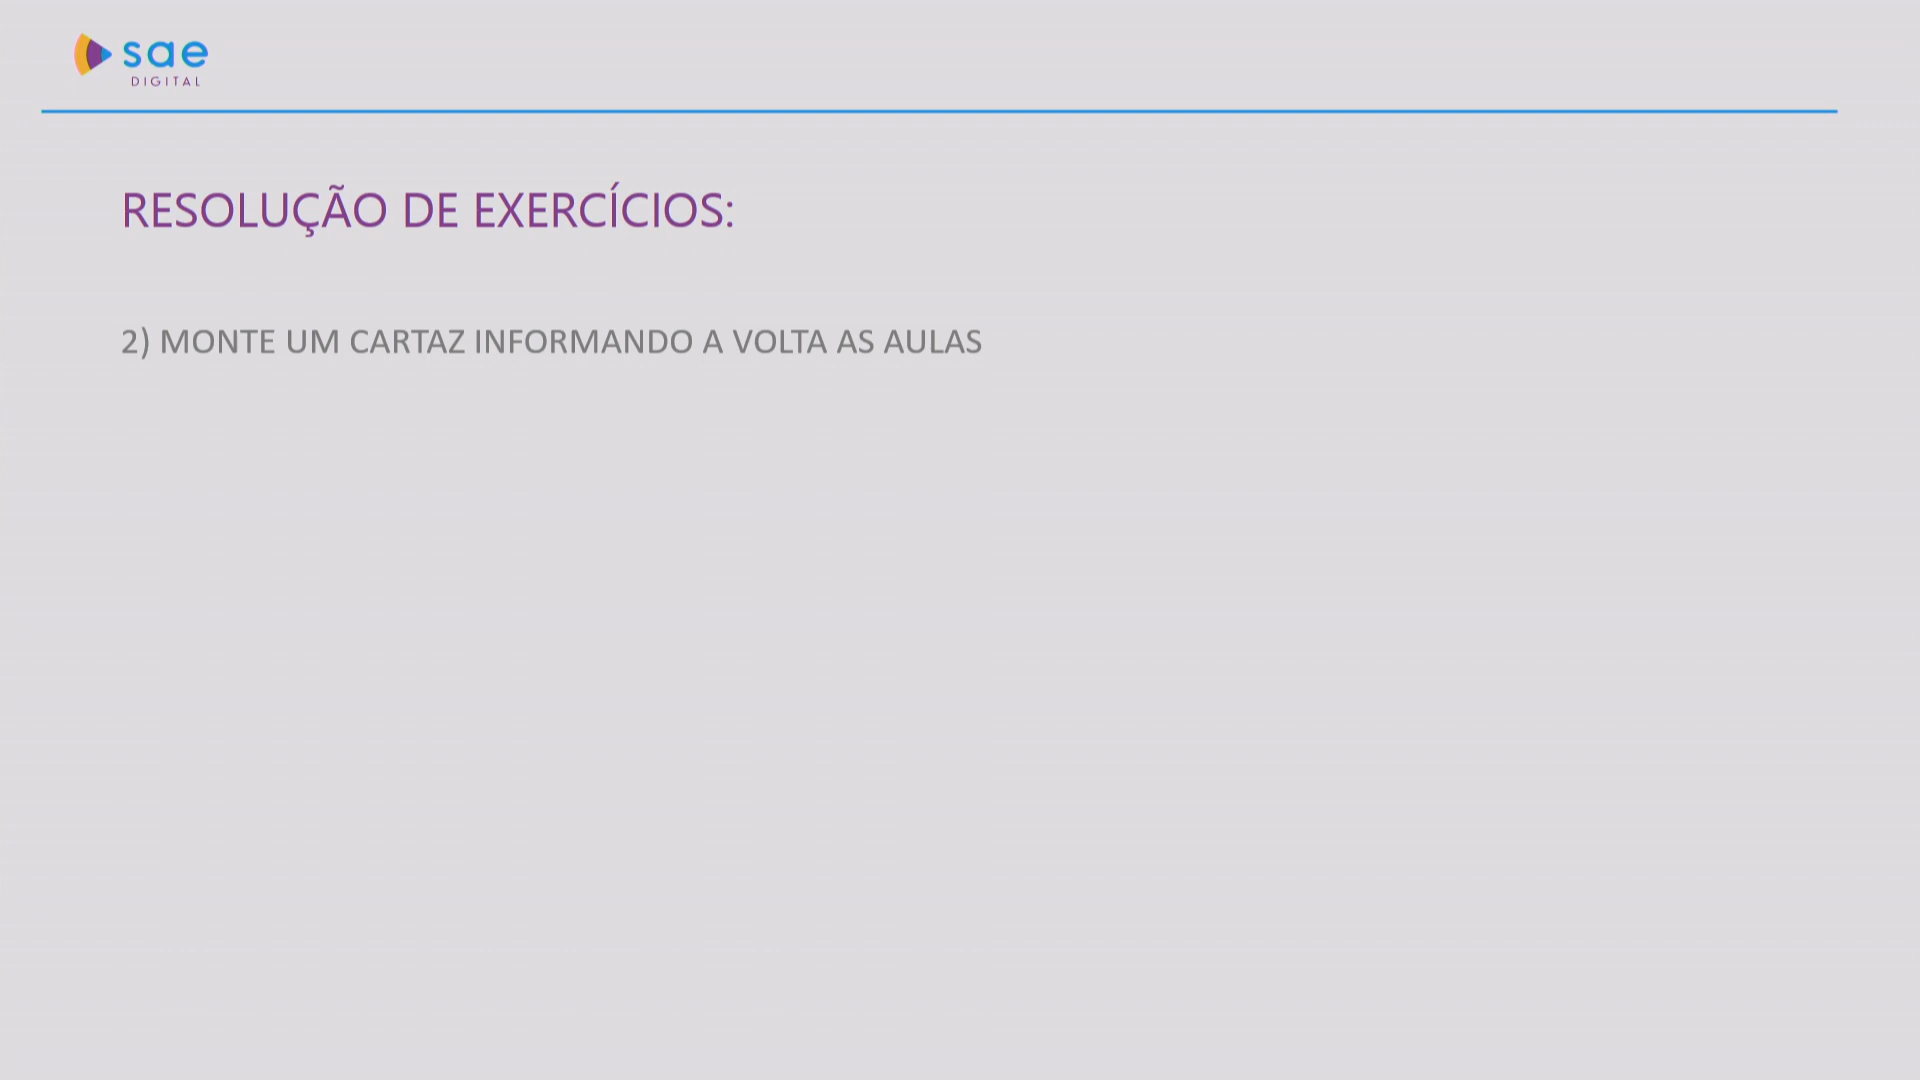 sae
DIGITAL
RESOLUÇÃO DE EXERCÍCIOS:
2) MONTE UM CARTAZ INFORMANDO A VOLTA AS AULAS